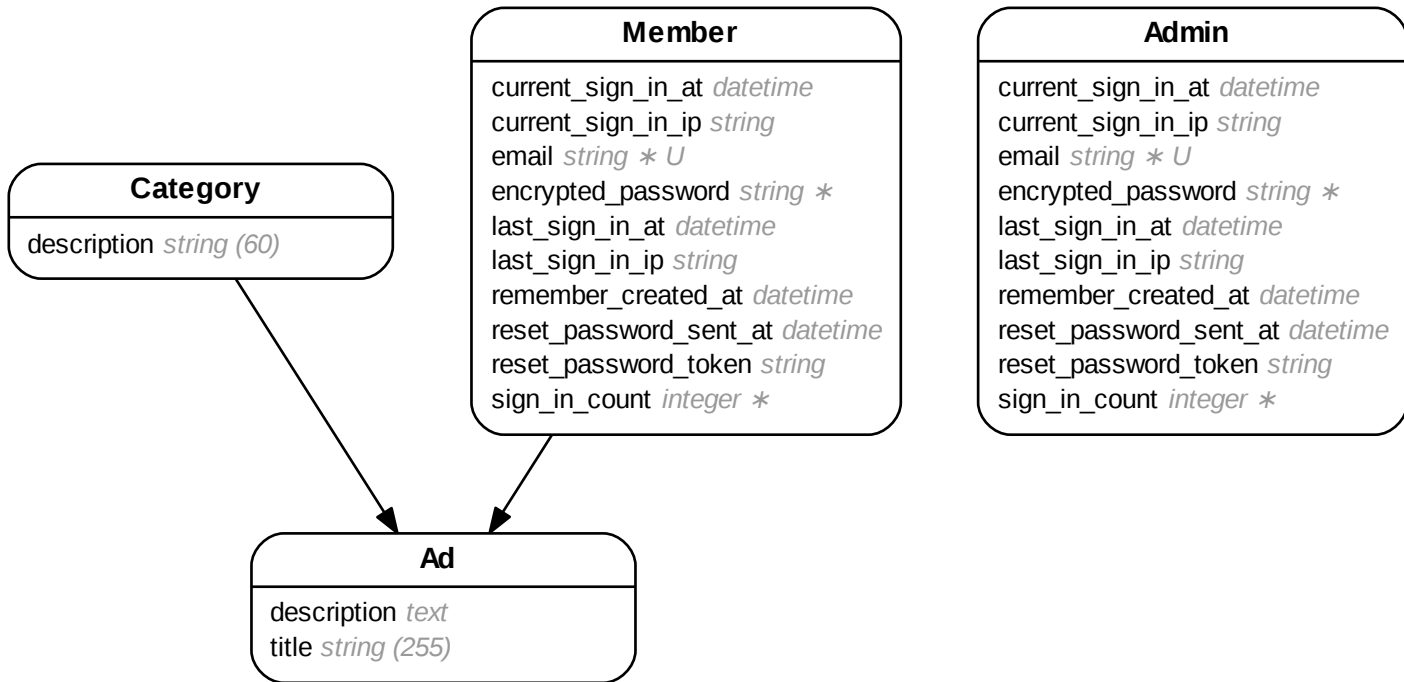 Member
current_sign_in_at datetime
current_sign_in_ip string
email string ∗ U
encrypted_password string ∗
last_sign_in_at datetime
last_sign_in_ip string
remember_created_at datetime
reset_password_sent_at datetime
reset_password_token string
sign_in_count integer ∗
Admin
current_sign_in_at datetime
current_sign_in_ip string
email string ∗ U
encrypted_password string ∗
last_sign_in_at datetime
last_sign_in_ip string
remember_created_at datetime
reset_password_sent_at datetime
reset_password_token string
sign_in_count integer ∗
Category
description string (60)
Ad
description text
title string (255)